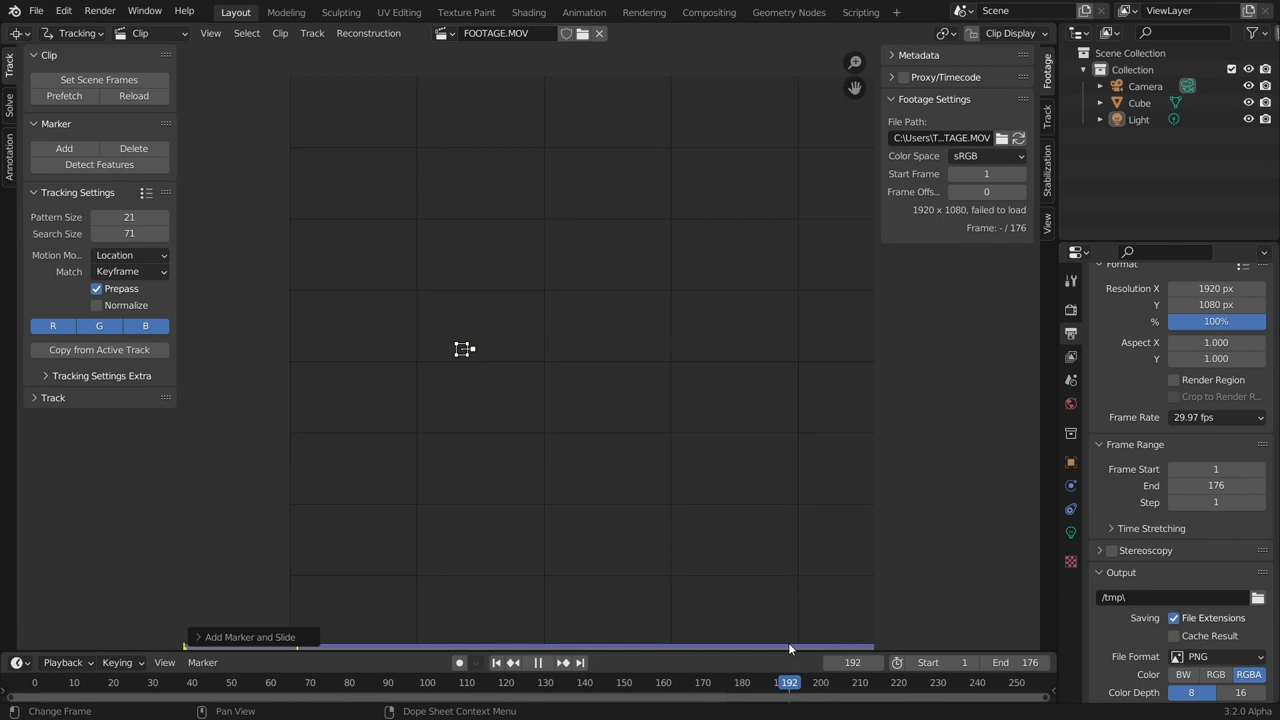 File Edit Render Window Help Layout Modeling Sculpting UV Editing Texture Paint Shading Animation Rendering Compositing Geometry Nodes Scripting + Scene ViewLayer
Tracking Clip View Select Clip Track Reconstruction FOOTAGE.MOV Clip Display
Clip
Set Scene Frames
Prefetch Reload
Marker
Add Delete
Detect Features
Tracking Settings
Pattern Size 21
Search Size 71
Motion Mo... Location
Match Keyframe
Prepass
Normalize
R G B
Copy from Active Track
Tracking Settings Extra
Track
Track
Solve
Annotation
Add Marker and Slide
Metadata
Proxy/Timecode
Footage Settings
File Path:
C:\Users\T...TAGE.MOV
Color Space sRGB
Start Frame 1
Frame Offs... 0
1920 x 1080, failed to load
Frame: - / 176
Footage
Track
Stabilization
View
Scene Collection
Collection
Camera
Cube
Light
Format
Resolution X 1920 px
Y 1080 px
% 100%
Aspect X 1.000
Y 1.000
Render Region
Crop to Render R...
Frame Rate 29.97 fps
Frame Range
Frame Start 1
End 176
Step 1
Time Stretching
Stereoscopy
Output
/tmp\
Saving File Extensions
Cache Result
File Format PNG
Color BW RGB RGBA
Color Depth 8 16
Playback Keying View Marker 192 Start 1 End 176
0 10 20 30 40 50 60 70 80 90 100 110 120 130 140 150 160 170 18 192 200 210 220 230 240 250
Change Frame Pan View Dope Sheet Context Menu 3.2.0 Alpha